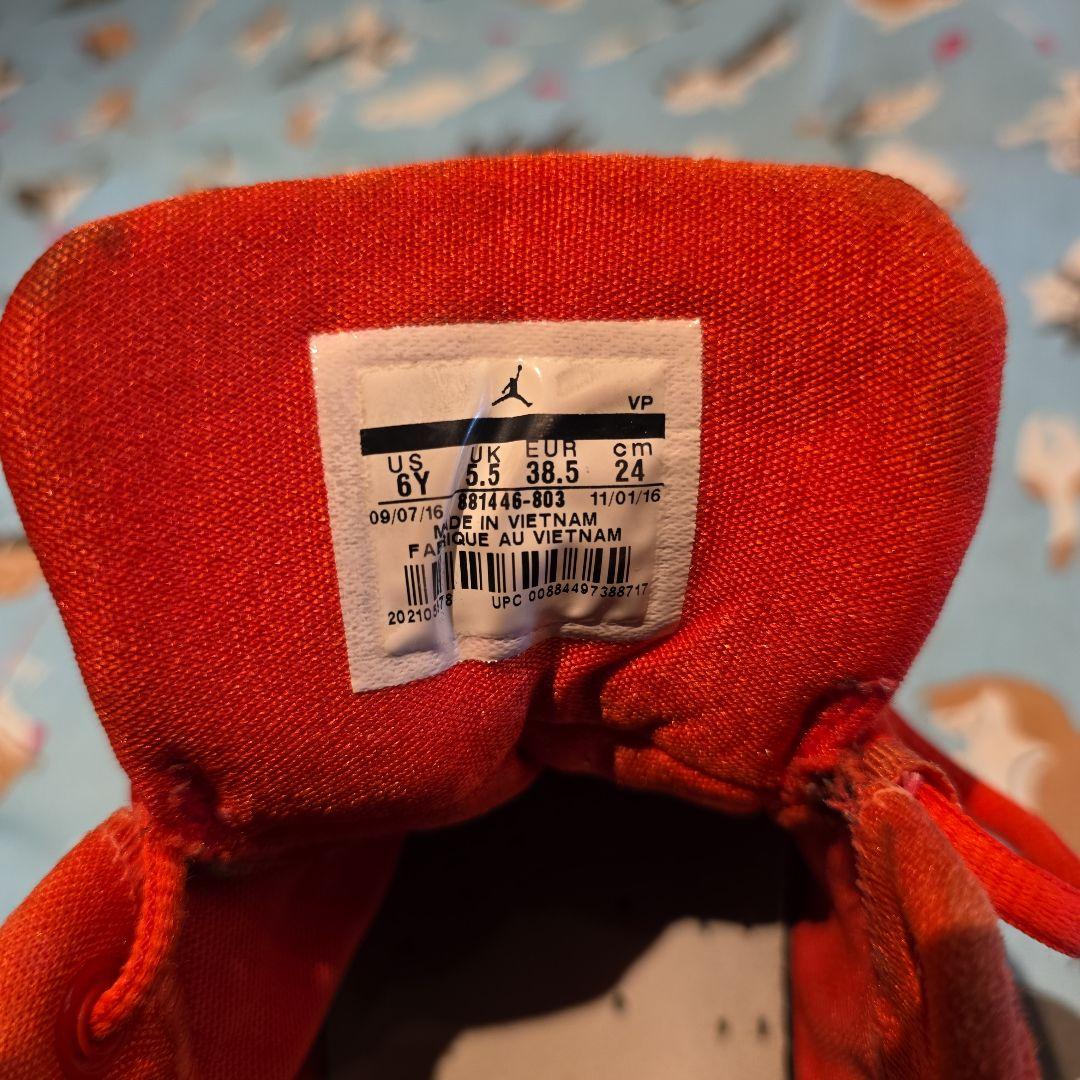 VP
US UK EUR cm
6Y 5.5 38.5 24
09/07/16 881446-803 11/01/16
MADE IN VIETNAM
AU VIETNAM
UPC 00884497388717